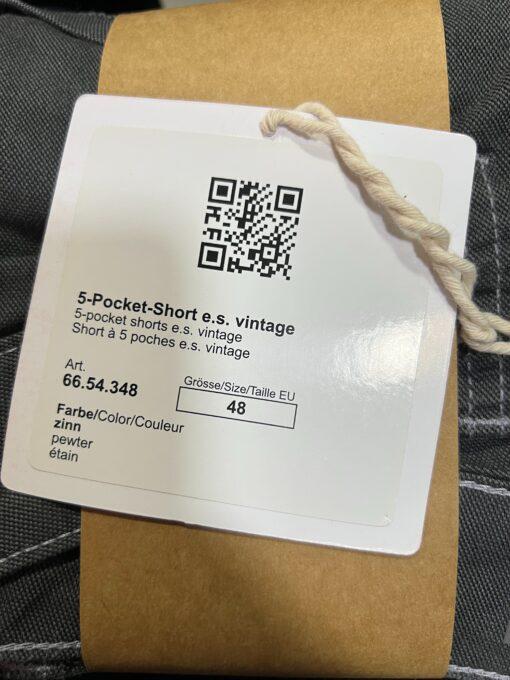 5-Pocket-Short e.s. vintage
5-pocket shorts e.s. vintage
Short à 5 poches e.s. vintage
Art.
66.54.348
Grösse/Size/Taille EU
48
Farbe/Color/Couleur
zinn
pewter
étain